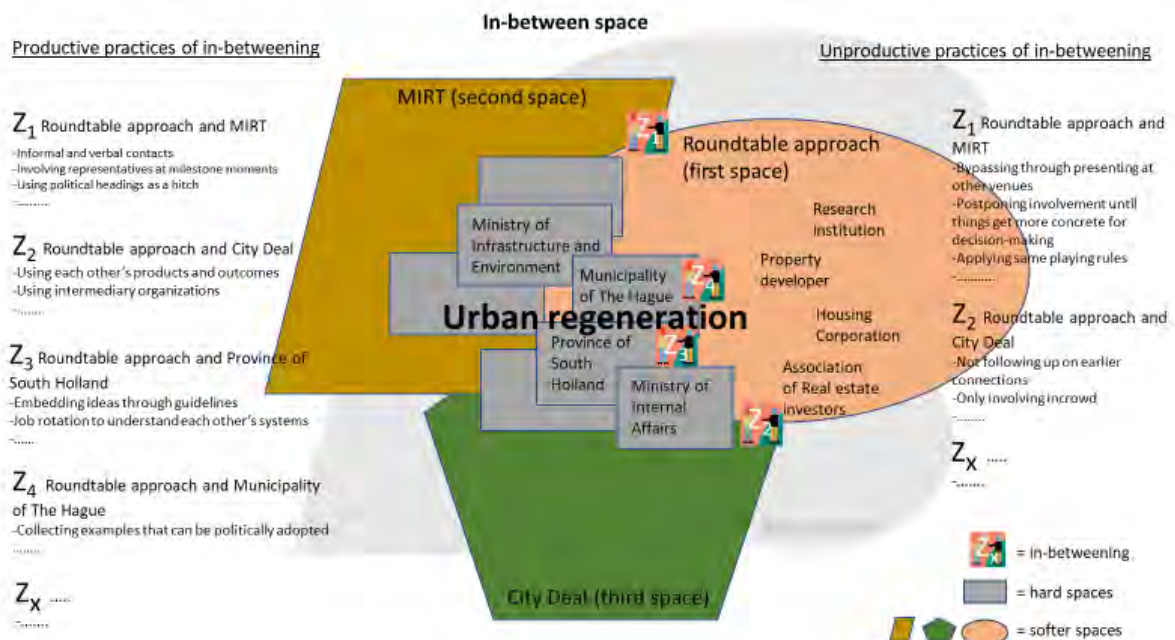 In-between space
Productive practices of in-betweening
Z1 Roundtable approach and MIRT
-Informal and verbal contacts
-Involving representatives at milestone moments
-Using political headings as a hitch
-.........
Z2 Roundtable approach and City Deal
-Using each other's products and outcomes
-Using intermediary organizations
-........
Z3 Roundtable approach and Province of
South Holland
-Embedding ideas through guidelines
-Job rotation to understand each other's systems
-......
Z4 Roundtable approach and Municipality
of The Hague
-Collecting examples that can be politically adopted
........
Zx .....
-........
MIRT (second space)
Z1
Roundtable approach
(first space)
Research
institution
Ministry of
Infrastructure and
Environment
Property
developer
Municipality
of The Hague
Z4
Urban regeneration
Housing
Corporation
Province of
South
Holland
Z3
Association
of Real estate
investors
Ministry of
Internal
Affairs
Z2
City Deal (third space)
Unproductive practices of in-betweening
Z1 Roundtable approach and
MIRT
-Bypassing through presenting at
other venues
-Postponing involvement until
things get more concrete for
decision-making
-Applying same playing rules
-...........
Z2 Roundtable approach and
City Deal
-Not following up on earlier
connections
-Only involving incrowd
-........
Zx .....
-........
Zx = in-betweening
= hard spaces
= softer spaces